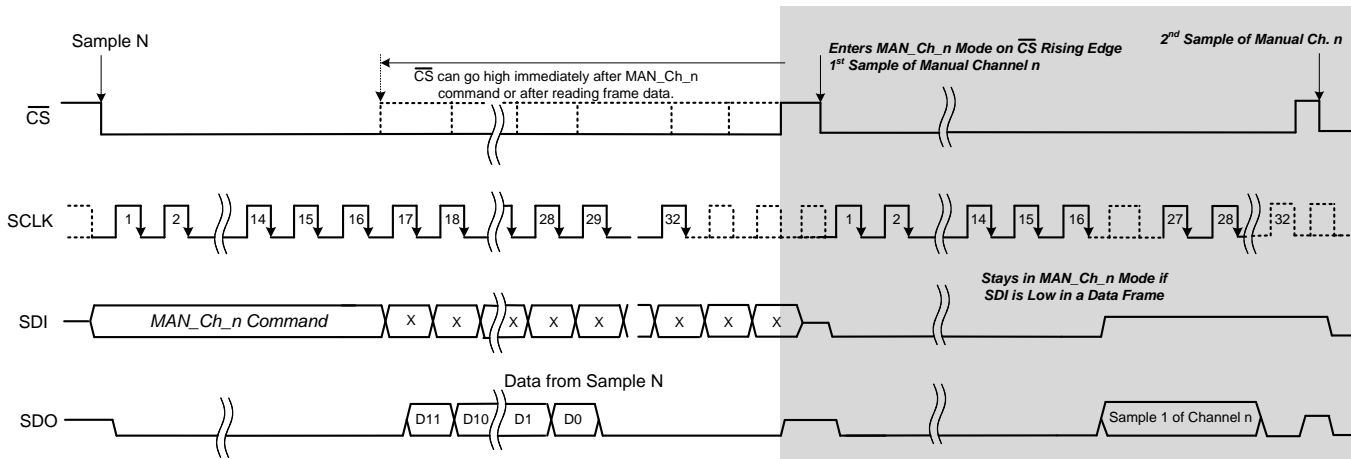 Sample N
Enters MAN_Ch_n Mode on CS Rising Edge
1st Sample of Manual Channel n
2nd Sample of Manual Ch. n
CS can go high immediately after MAN_Ch_n
command or after reading frame data.
CS
SCLK 1 2 14 15 16 17 18 28 29 32 1 2 14 15 16 27 28 32
Stays in MAN_Ch_n Mode if
SDI is Low in a Data Frame
SDI MAN_Ch_n Command X X X X X X X X
Data from Sample N
SDO D11 D10 D1 D0 Sample 1 of Channel n